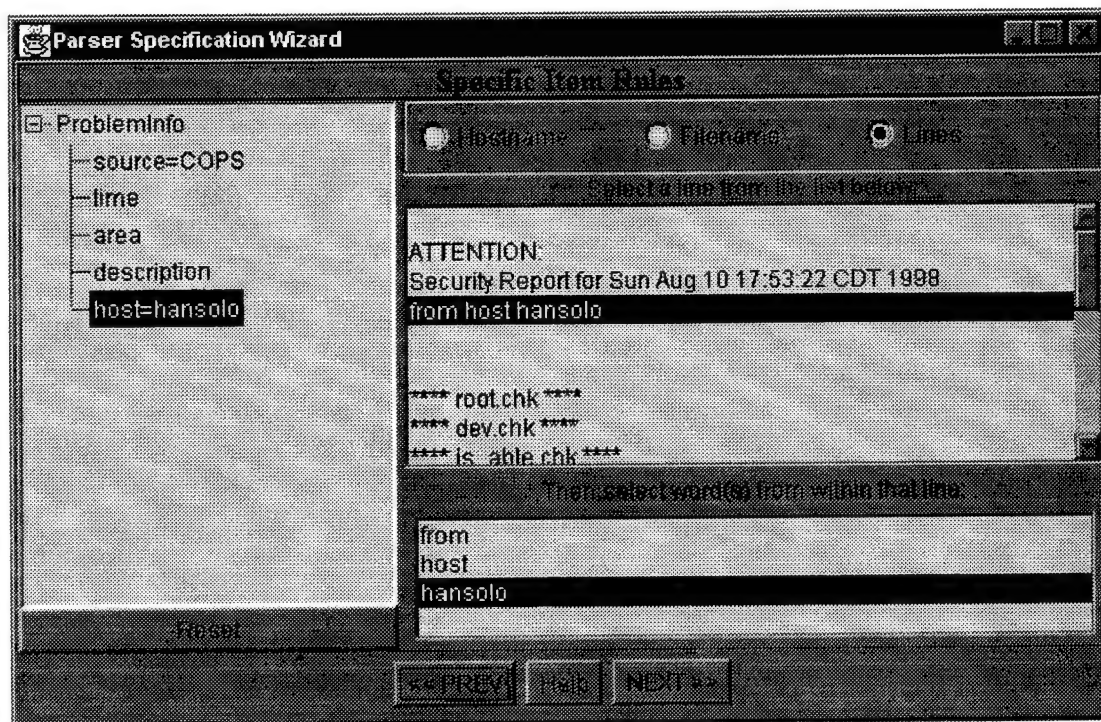 Parser Specification Wizard
Specific Item Rules
ProblemInfo
source=COPS
time
area
description
host=hansolo
Reset
Hostname Filename Lines
Select a line from the list below:
ATTENTION:
Security Report for Sun Aug 10 17:53:22 CDT 1998
from host hansolo
**** root.chk ****
**** dev.chk ****
**** is_able.chk ****
Then select word(s) from within that line:
from
host
hansolo
<< PREV Help NEXT >>